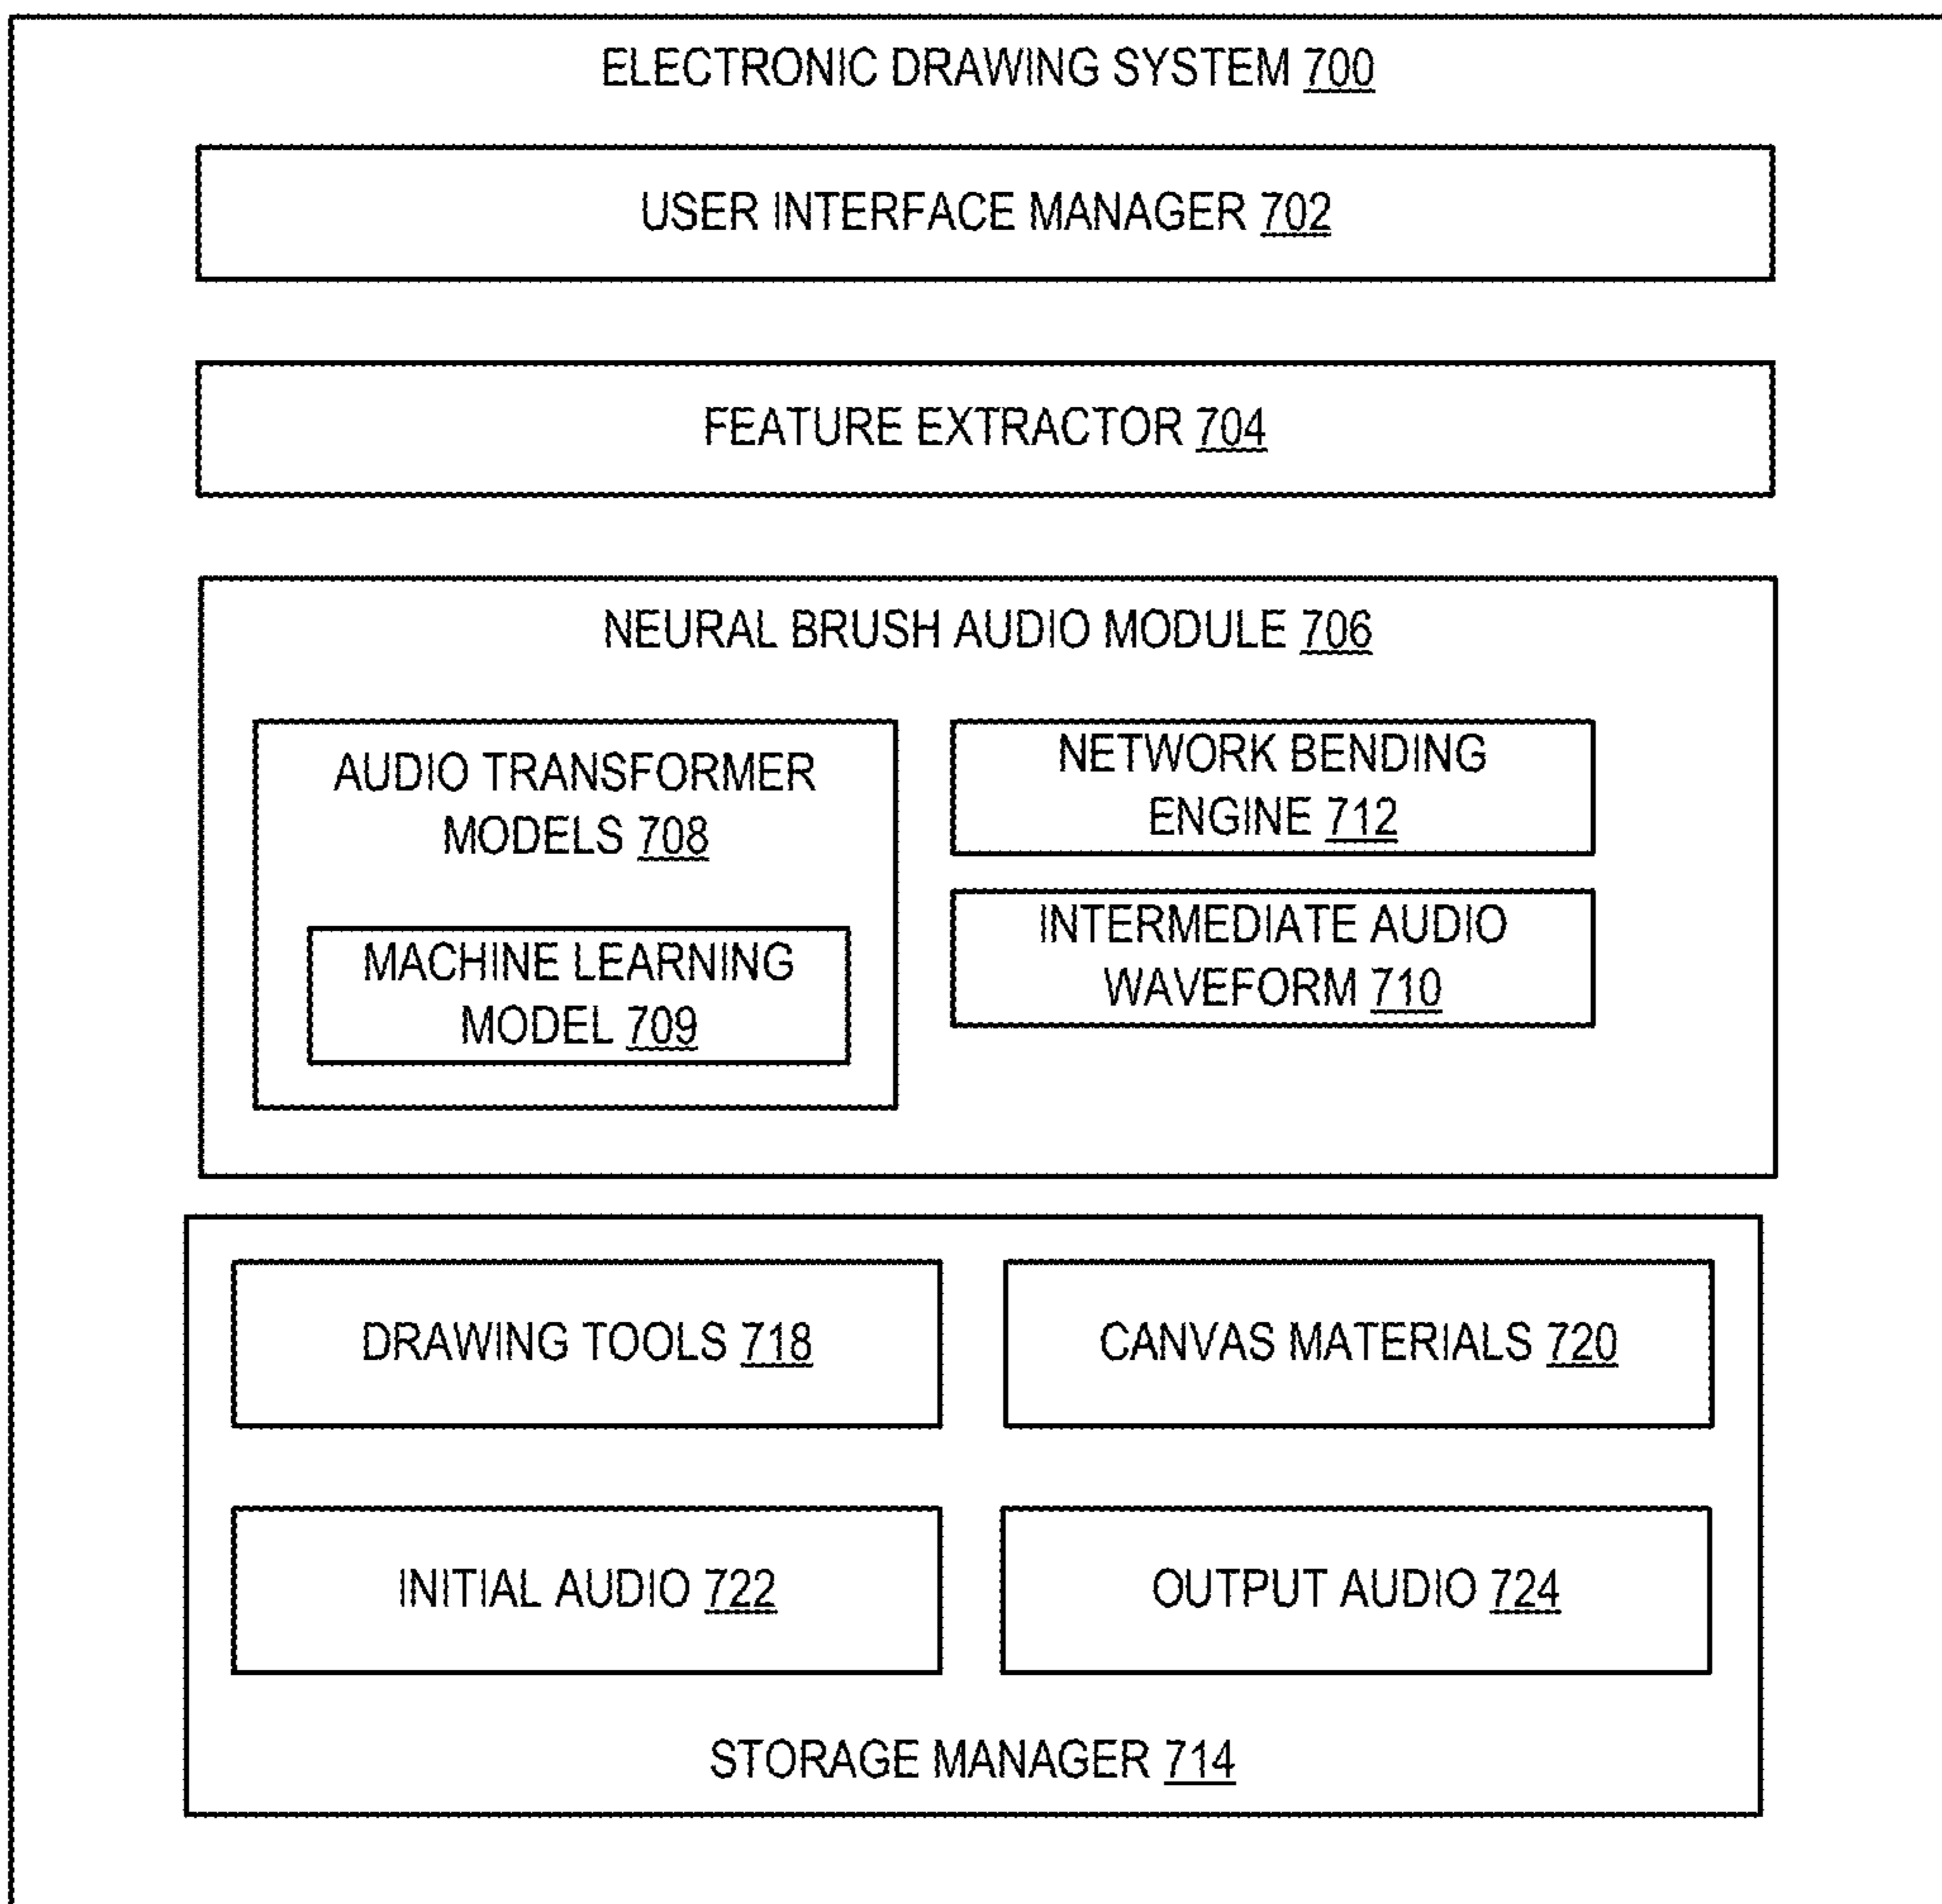 ELECTRONIC DRAWING SYSTEM 700
USER INTERFACE MANAGER 702
FEATURE EXTRACTOR 704
NEURAL BRUSH AUDIO MODULE 706
AUDIO TRANSFORMER
MODELS 708
MACHINE LEARNING
MODEL 709
NETWORK BENDING
ENGINE 712
INTERMEDIATE AUDIO
WAVEFORM 710
DRAWING TOOLS 718
CANVAS MATERIALS 720
INITIAL AUDIO 722
OUTPUT AUDIO 724
STORAGE MANAGER 714